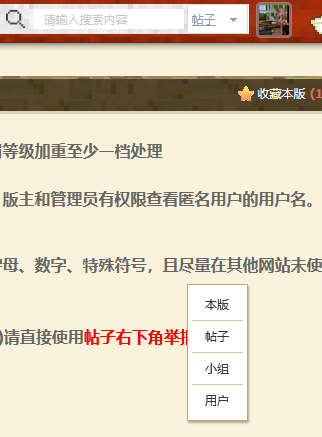 请输入搜索内容 帖子
收藏本版 (1
等级加重至少一档处理
版主和管理员有权限查看匿名用户的用户名。
字母、数字、特殊符号，且尽量在其他网站未使
)请直接使用帖子右下角举报
本版
帖子
小组
用户